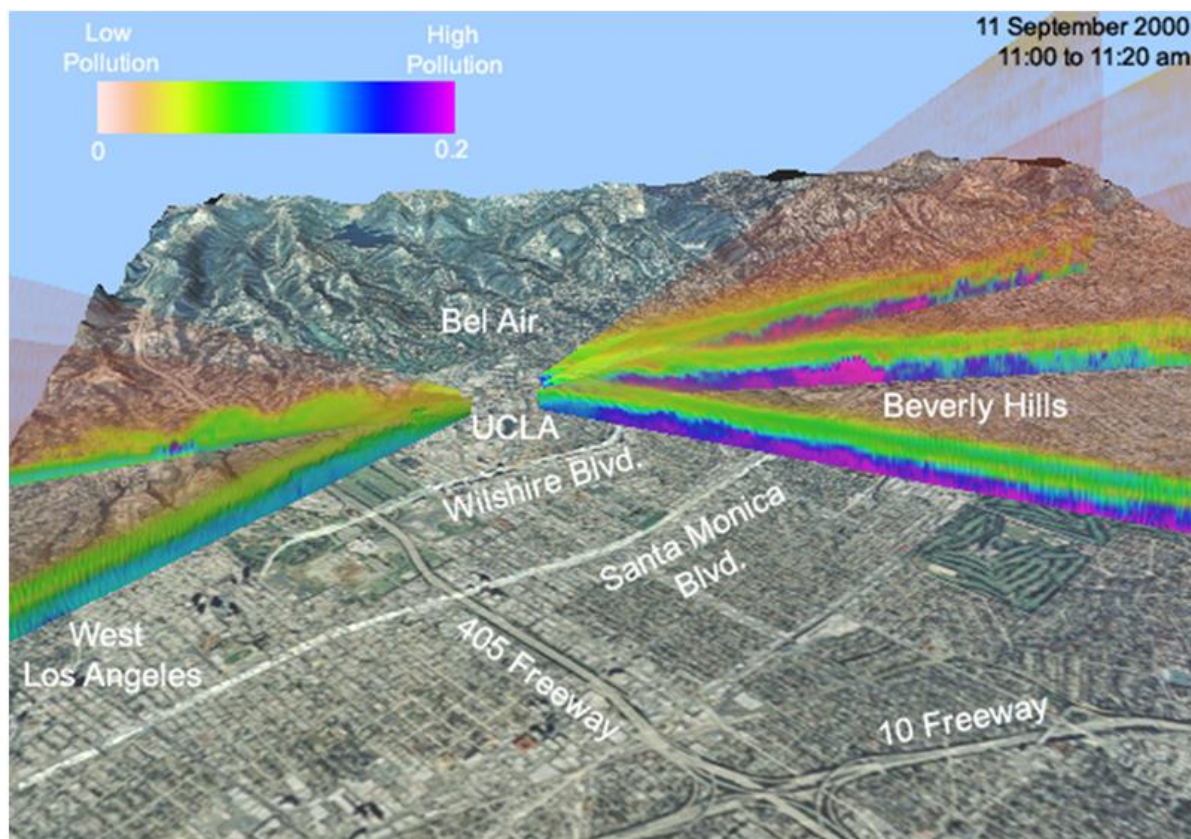 Low
Pollution
High
Pollution
0
0.2
11 September 2000
11:00 to 11:20 am
Bel Air
UCLA
Beverly Hills
Wilshire Blvd.
Santa Monica
Blvd.
West
Los Angeles
405 Freeway
10 Freeway